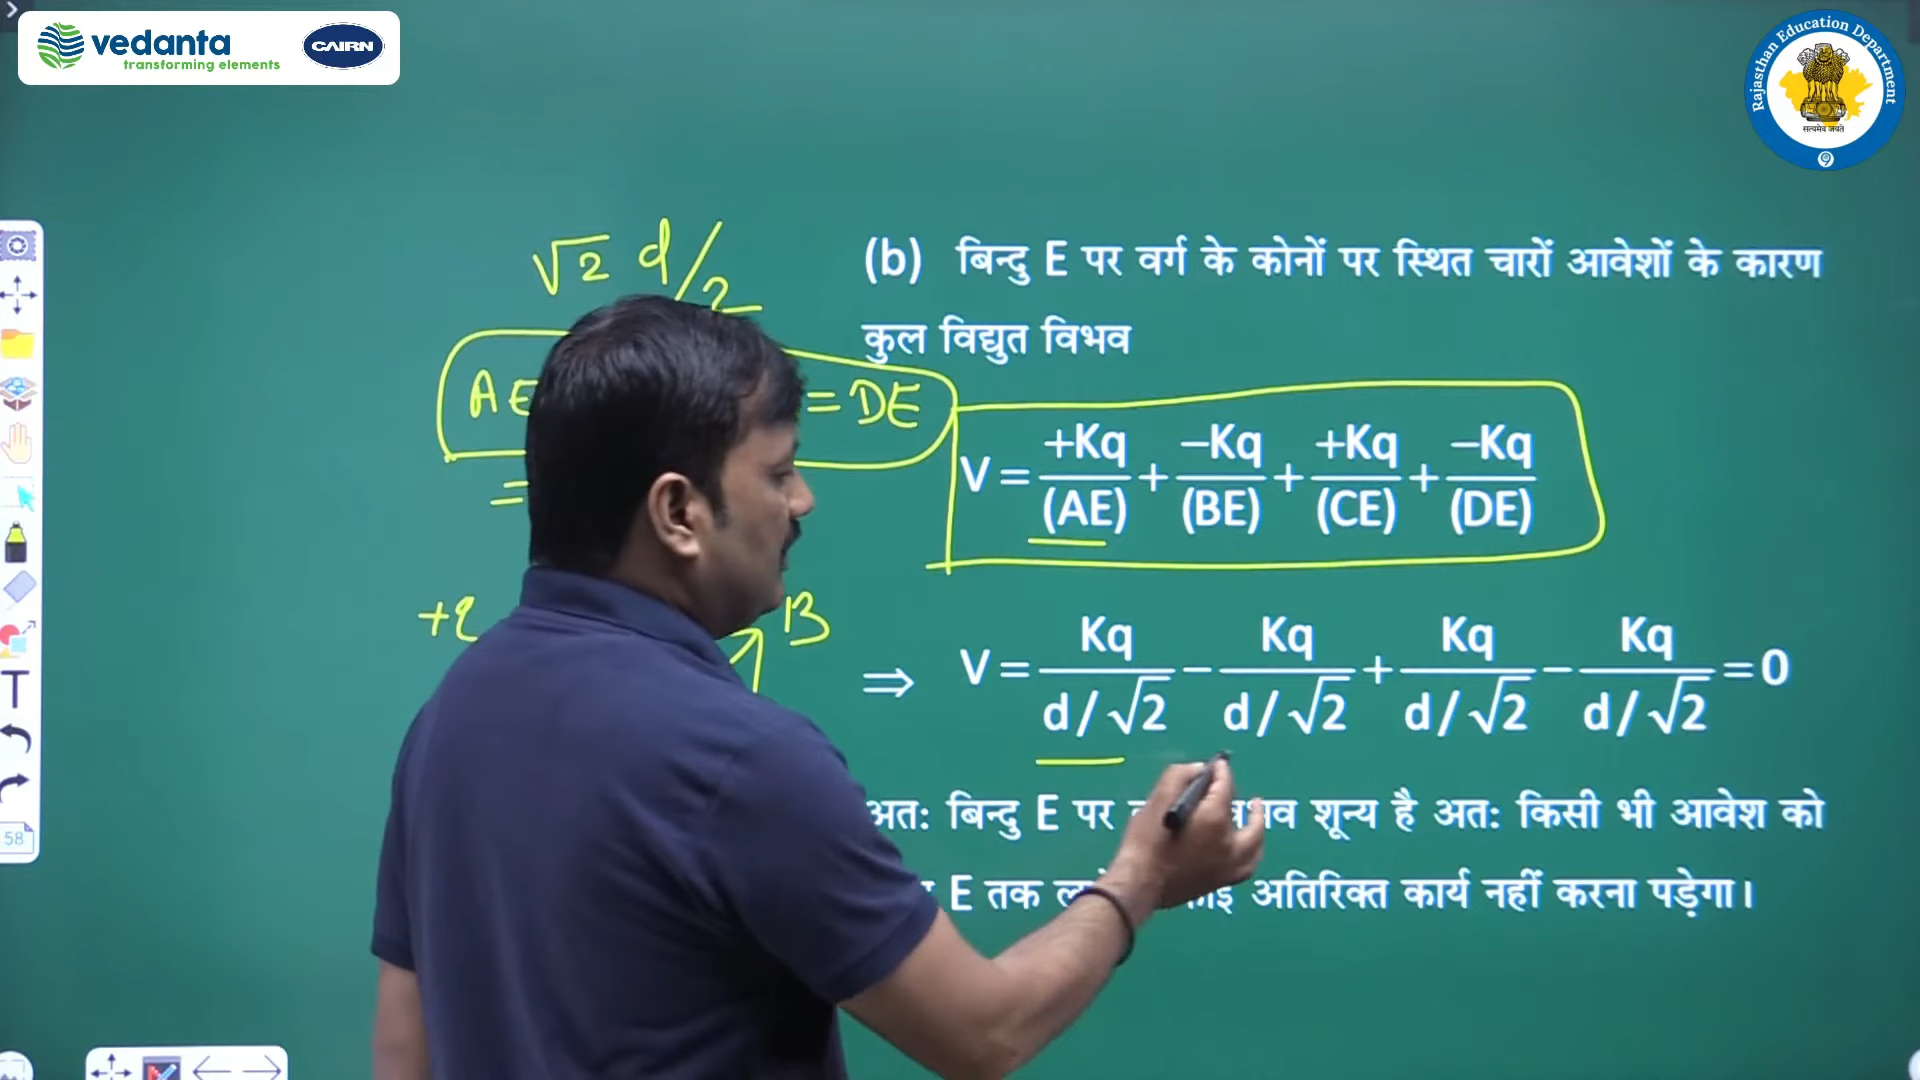 vedanta
transforming elements
CAIRN
Rajasthan Education Department
सत्यमेव जयते
√2 d/2
AE = DE
=
+q
B
(b) बिन्दु E पर वर्ग के कोनों पर स्थित चारों आवेशों के कारण
कुल विद्युत विभव
V = +Kq/(AE) + −Kq/(BE) + +Kq/(CE) + −Kq/(DE)
⇒ V = Kq/d/√2 − Kq/d/√2 + Kq/d/√2 − Kq/d/√2 = 0
अत: बिन्दु E पर शून्य है अत: किसी भी आवेश को
E तक अतिरिक्त कार्य नहीं करना पड़ेगा।
T
58